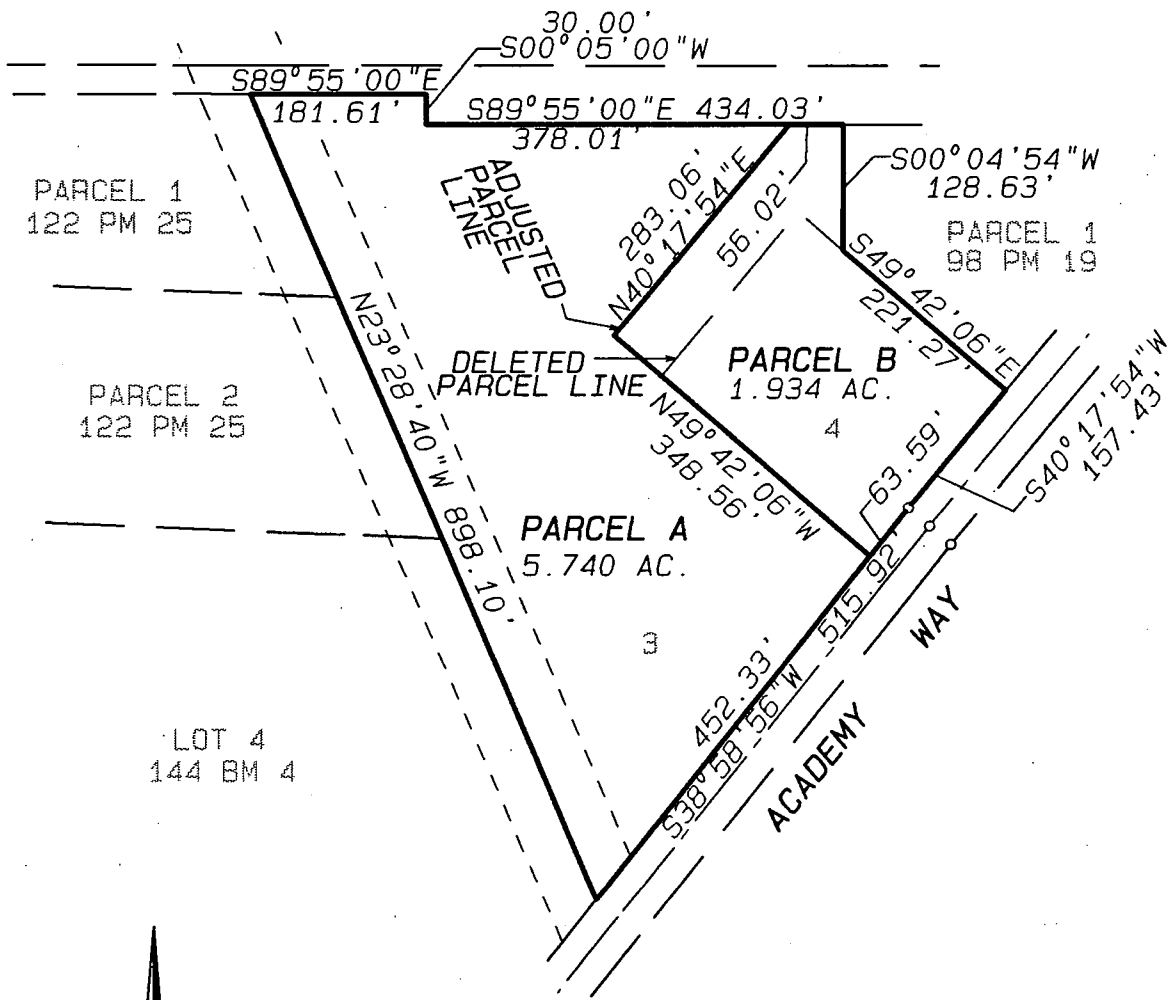 30.00'
S00°05'00"W
S89°55'00"E
181.61'
S89°55'00"E 434.03'
378.01'
S00°04'54"W
128.63'
PARCEL 1
122 PM 25
ADJUSTED
PARCEL
LINE
283.06'
N40°17'54"E
56.02'
PARCEL 1
98 PM 19
S49°42'06"E
221.27'
N23°28'40"W 898.10'
DELETED
PARCEL LINE
PARCEL B
1.934 AC.
4
PARCEL 2
122 PM 25
N49°42'06"W
348.56'
63.59'
S40°17'54"W
157.43'
PARCEL A
5.740 AC.
3
452.33'
S38°58'56"W 515.92'
ACADEMY WAY
LOT 4
144 BM 4